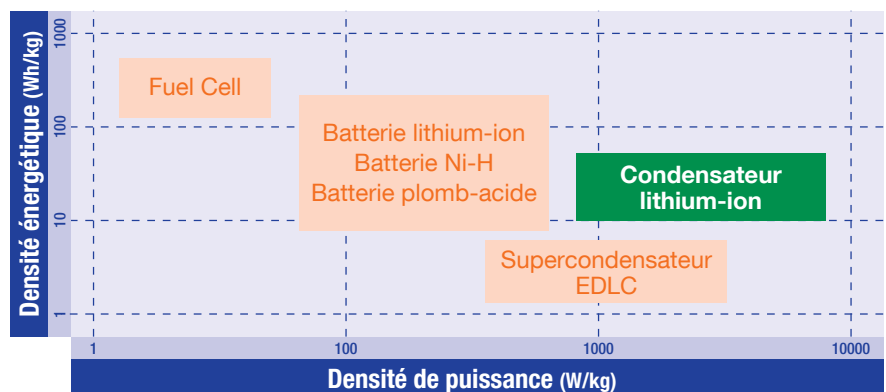 Densité énergétique (Wh/kg)
1000
100
10
1
Fuel Cell
Batterie lithium-ion
Batterie Ni-H
Batterie plomb-acide
Condensateur
lithium-ion
Supercondensateur
EDLC
1
100
1000
10000
Densité de puissance (W/kg)